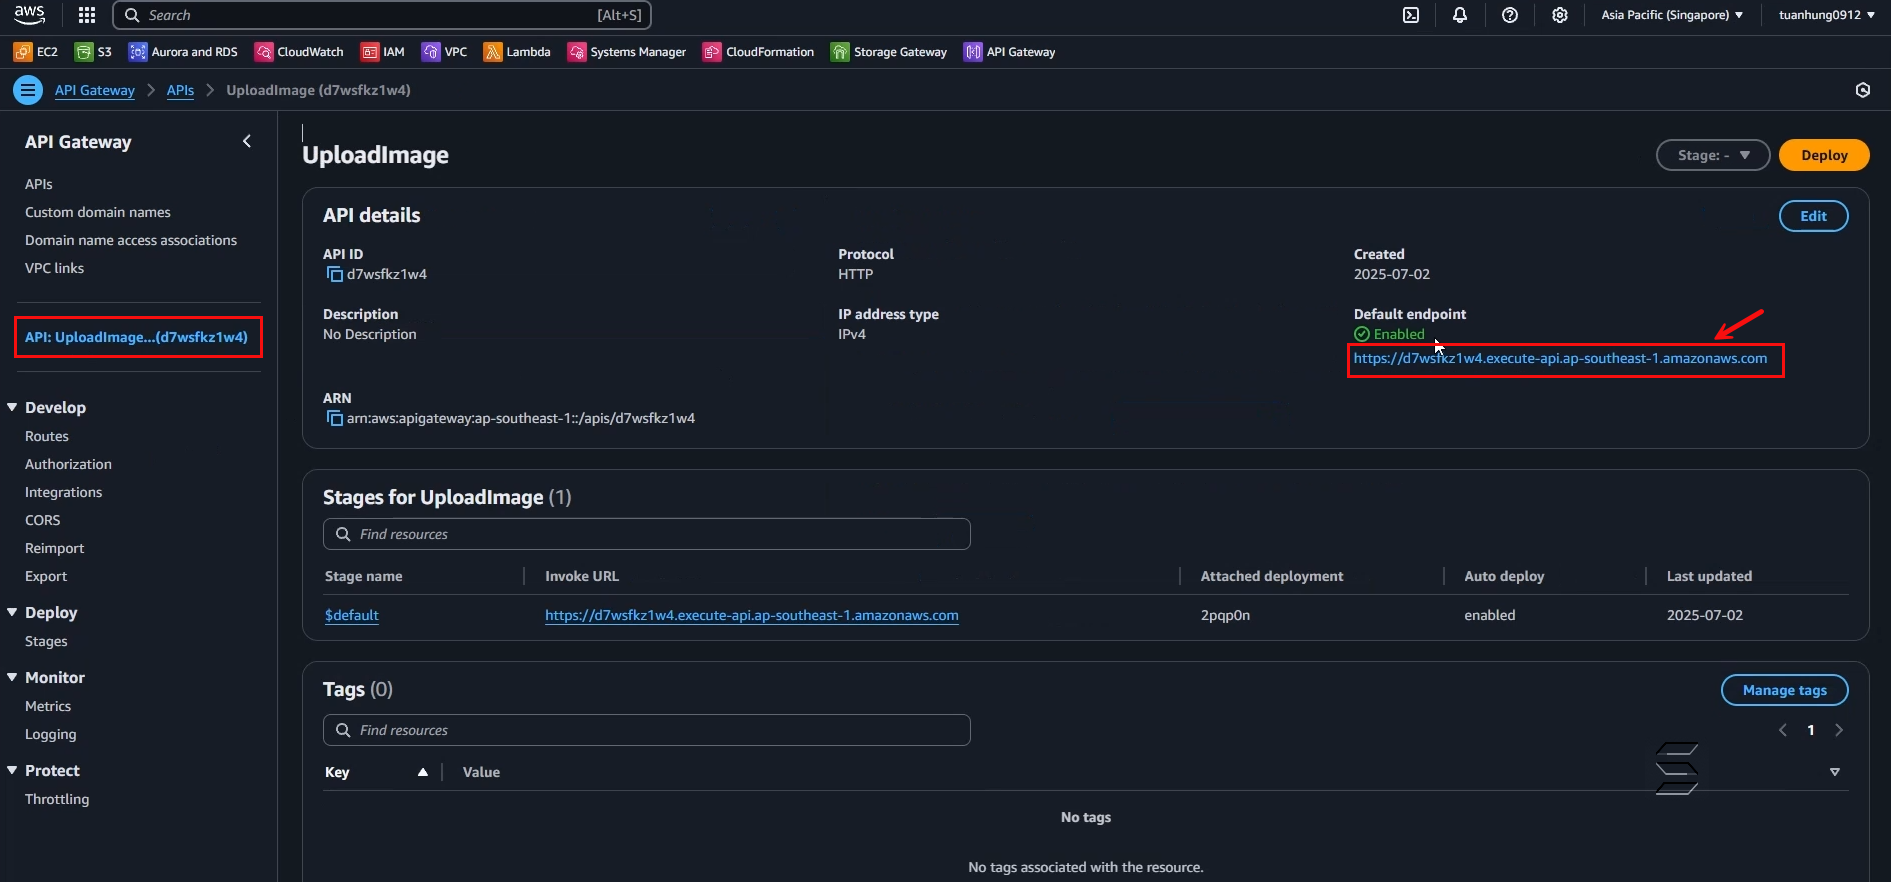 aws
Search [Alt+S]
Asia Pacific (Singapore)
tuanhung0912
EC2 S3 Aurora and RDS CloudWatch IAM VPC Lambda Systems Manager CloudFormation Storage Gateway API Gateway
API Gateway > APIs > UploadImage (d7wsfkz1w4)
API Gateway
APIs
Custom domain names
Domain name access associations
VPC links
API: UploadImage...(d7wsfkz1w4)
Develop
Routes
Authorization
Integrations
CORS
Reimport
Export
Deploy
Stages
Monitor
Metrics
Logging
Protect
Throttling
UploadImage
Stage: -
Deploy
API details
Edit
API ID
d7wsfkz1w4
Protocol
HTTP
Created
2025-07-02
Description
No Description
IP address type
IPv4
Default endpoint
Enabled
https://d7wsfkz1w4.execute-api.ap-southeast-1.amazonaws.com
ARN
arn:aws:apigateway:ap-southeast-1::/apis/d7wsfkz1w4
Stages for UploadImage (1)
Find resources
Stage name Invoke URL Attached deployment Auto deploy Last updated
$default https://d7wsfkz1w4.execute-api.ap-southeast-1.amazonaws.com 2pqp0n enabled 2025-07-02
Tags (0)
Manage tags
Find resources
1
Key Value
No tags
No tags associated with the resource.